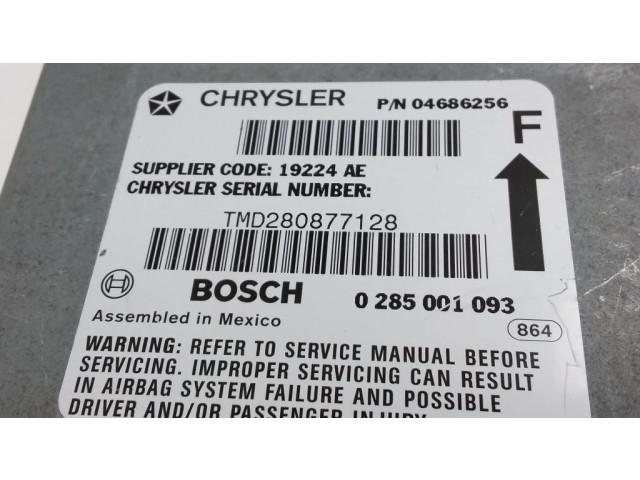 CHRYSLER P/N 04686256
F
SUPPLIER CODE: 19224 AE
CHRYSLER SERIAL NUMBER:
TMD280877128
BOSCH 0 285 001 093
Assembled in Mexico 864
WARNING: REFER TO SERVICE MANUAL BEFORE
SERVICING. IMPROPER SERVICING CAN RESULT
IN AIRBAG SYSTEM FAILURE AND POSSIBLE
DRIVER AND/OR PASSENGER INJURY